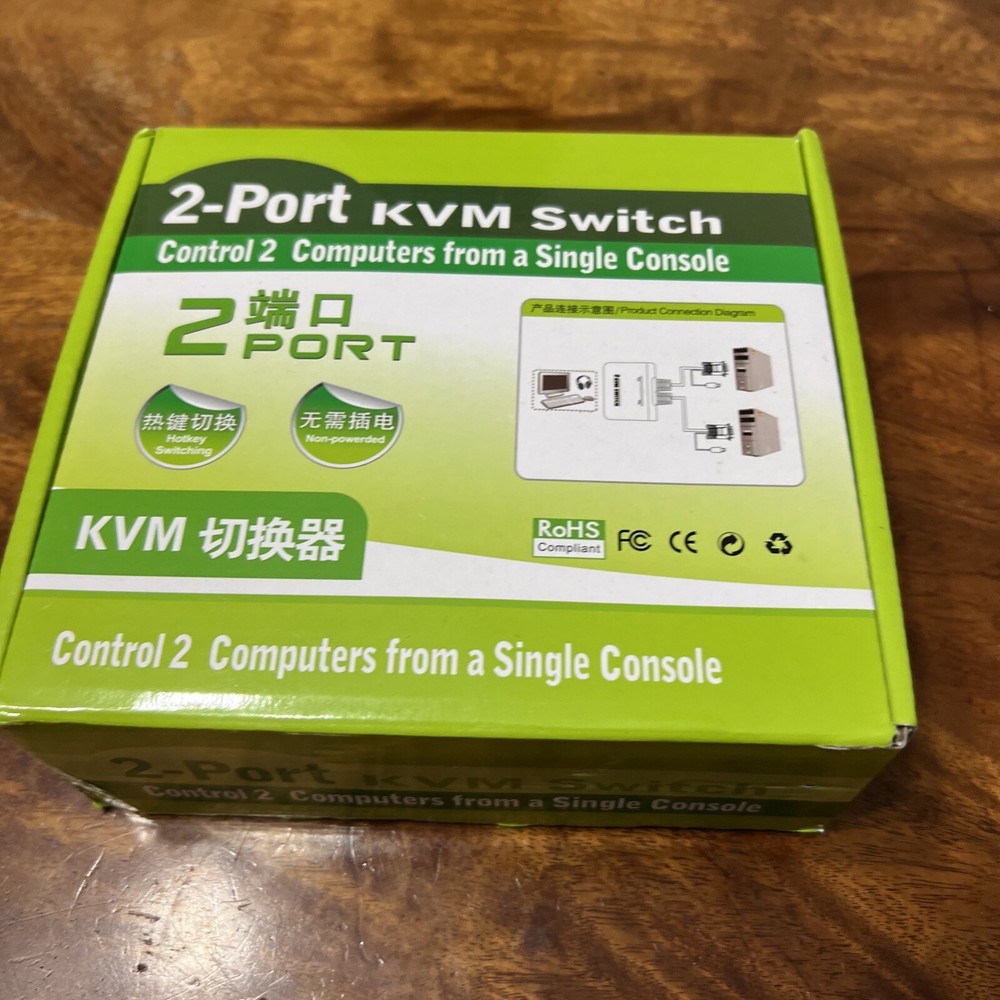 2-Port KVM Switch
Control 2 Computers from a Single Console
2 端口
PORT
产品连接示意图/Product Connection Diagram
热键切换
Hotkey
Switching
无需插电
Non-powerded
KVM 切换器
RoHS
Compliant
FC CE
Control 2 Computers from a Single Console
2-Port KVM Switch
Control 2 Computers from a Single Console